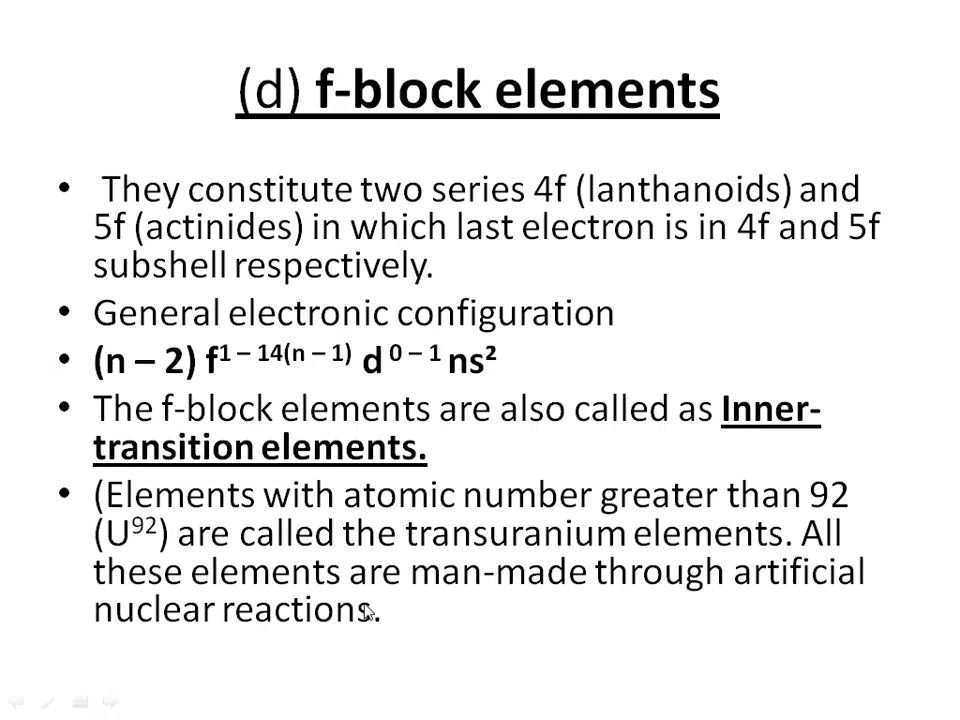 (d) f-block elements
• They constitute two series 4f (lanthanoids) and
5f (actinides) in which last electron is in 4f and 5f
subshell respectively.
• General electronic configuration
• (n – 2) f¹ ⁻ ¹⁴⁽ⁿ ⁻ ¹⁾ d ⁰ ⁻ ¹ ns²
• The f-block elements are also called as Inner-
transition elements.
• (Elements with atomic number greater than 92
(U⁹²) are called the transuranium elements. All
these elements are man-made through artificial
nuclear reactions.